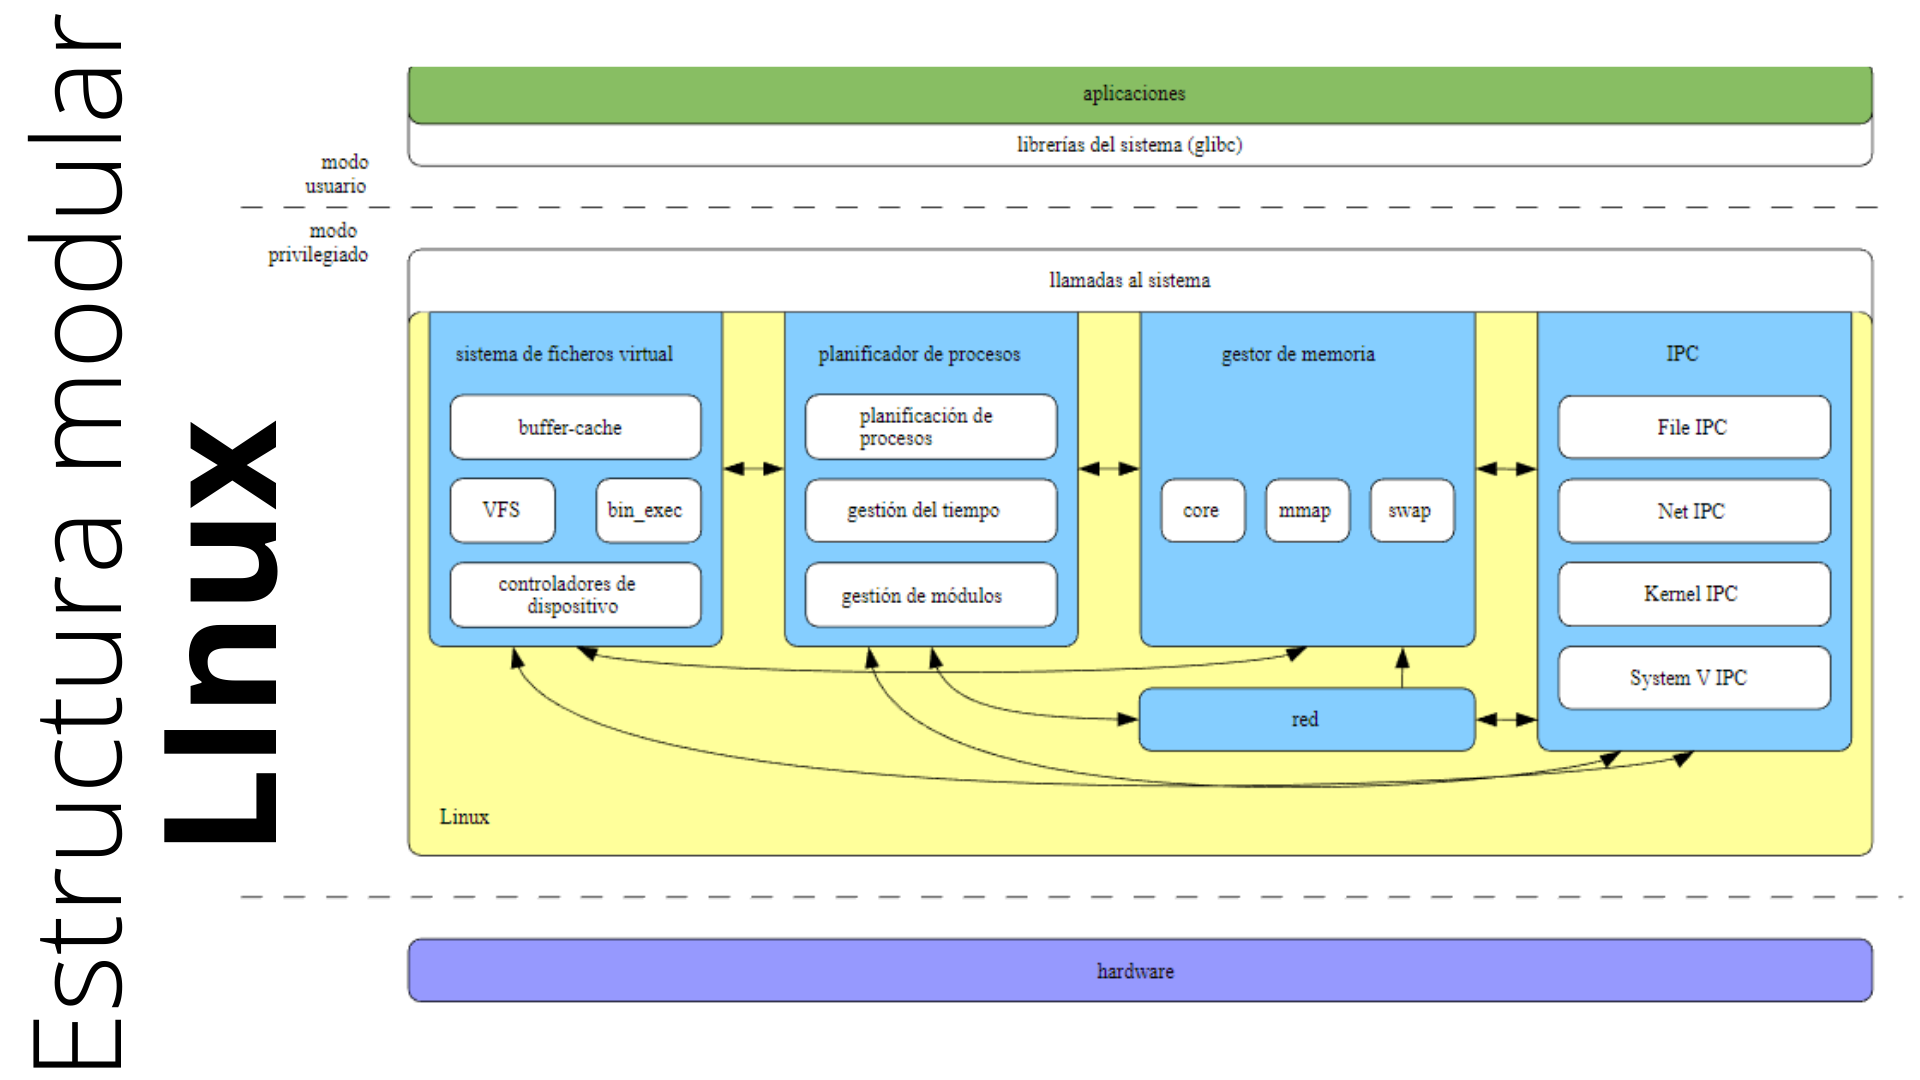 Estructura modular
LInux
aplicaciones
librerías del sistema (glibc)
modo
usuario
modo
privilegiado
llamadas al sistema
sistema de ficheros virtual
buffer-cache
VFS
bin_exec
controladores de
dispositivo
planificador de procesos
planificación de
procesos
gestión del tiempo
gestión de módulos
gestor de memoria
core
mmap
swap
red
IPC
File IPC
Net IPC
Kernel IPC
System V IPC
Linux
hardware